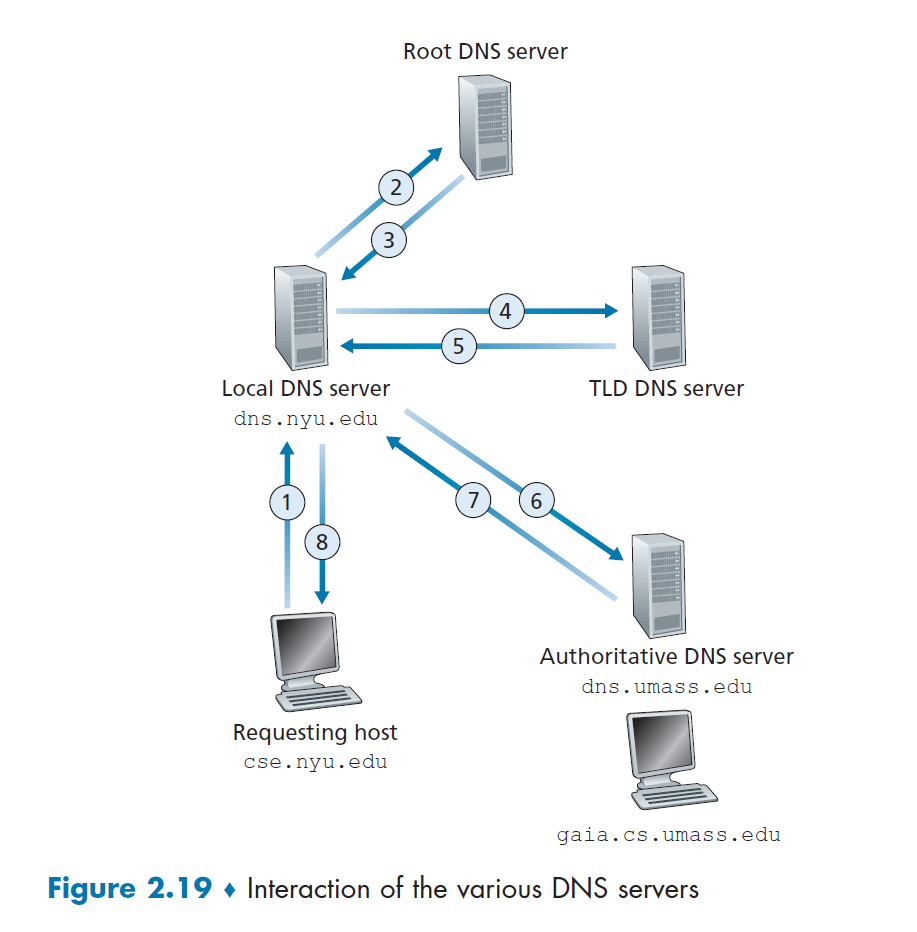 Root DNS server
2
3
4
5
Local DNS server
dns.nyu.edu
TLD DNS server
1
8
7
6
Authoritative DNS server
dns.umass.edu
Requesting host
cse.nyu.edu
gaia.cs.umass.edu
Figure 2.19 ♦ Interaction of the various DNS servers